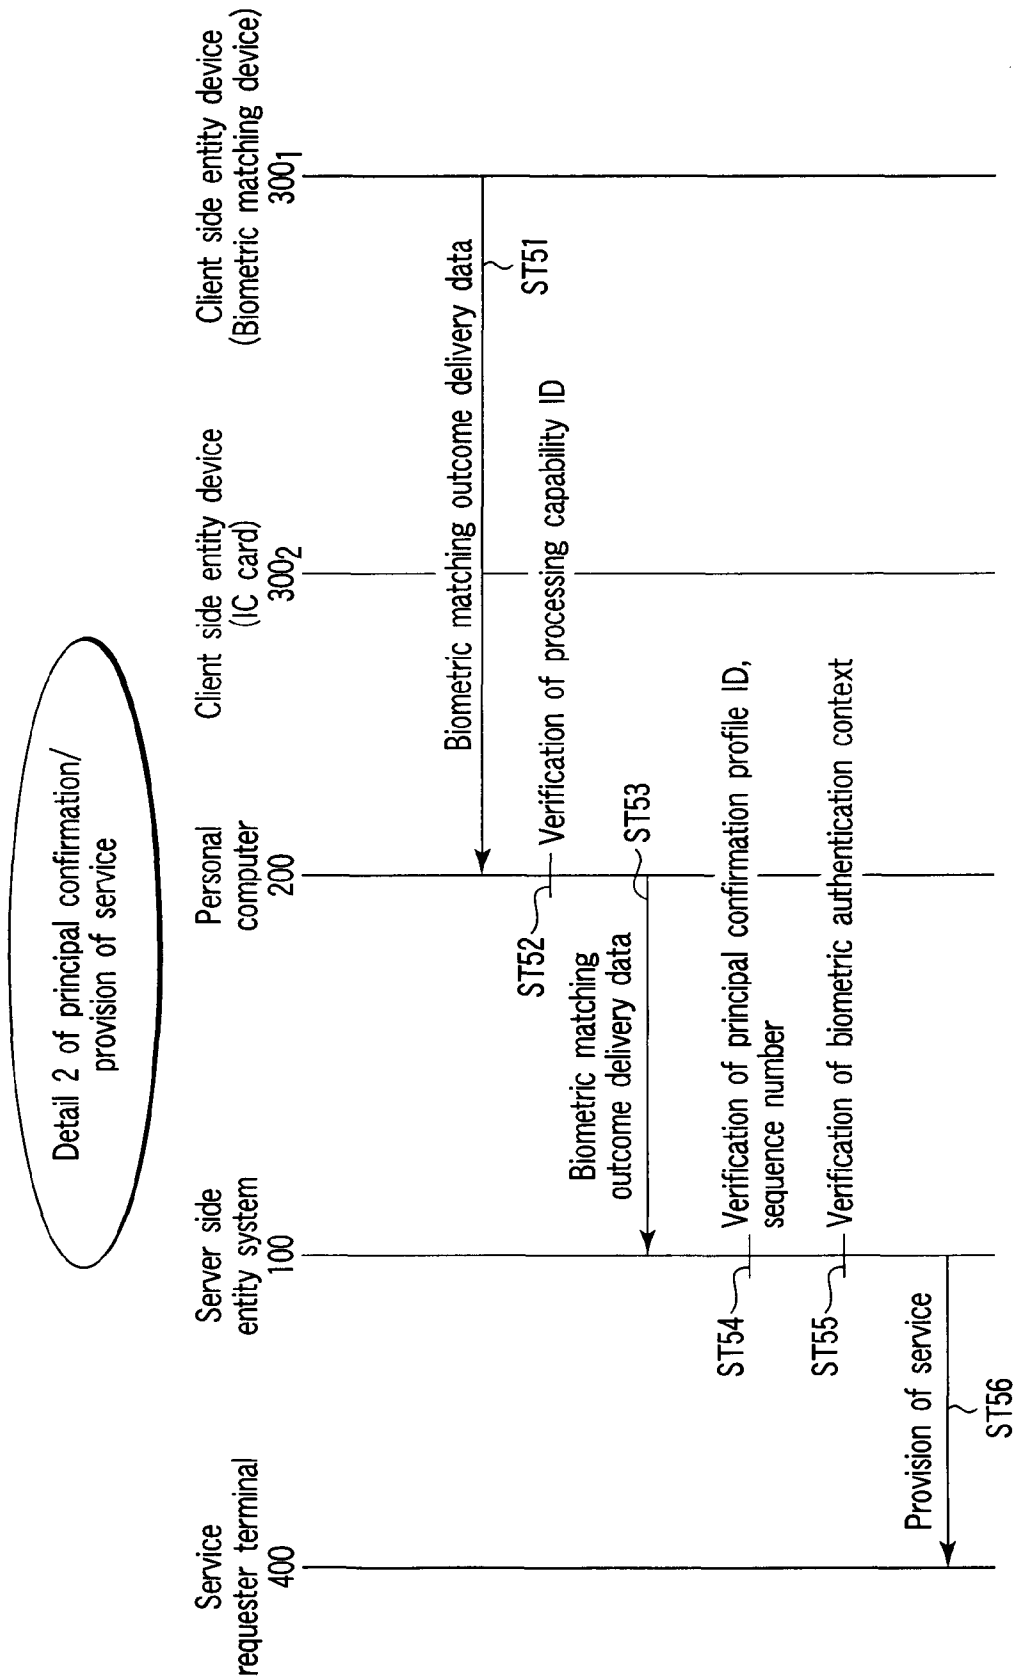 Detail 2 of principal confirmation/
provision of service
Service
requester terminal
400
Server side
entity system
100
Personal
computer
200
Client side entity device
(IC card)
300₂
Client side entity device
(Biometric matching device)
300₁
Biometric matching outcome delivery data
ST51
ST52
Verification of processing capability ID
Biometric matching
outcome delivery data
ST53
ST54
Verification of principal confirmation profile ID,
sequence number
ST55
Verification of biometric authentication context
Provision of service
ST56